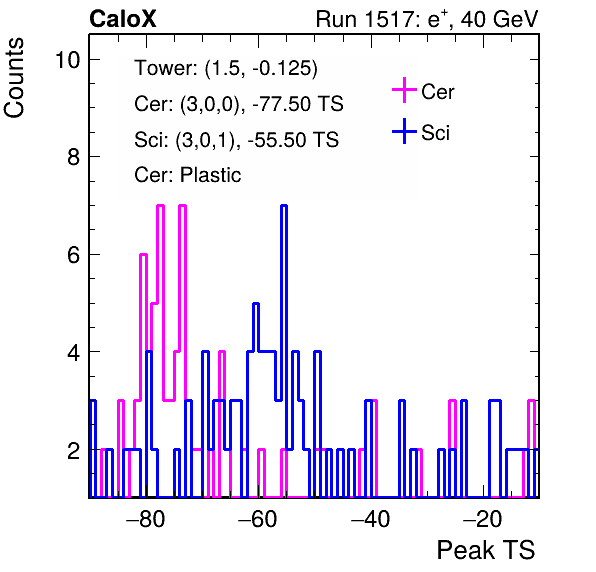 CaloX Run 1517: e⁺, 40 GeV
Counts
10
8
6
4
2
Tower: (1.5, -0.125)
Cer: (3,0,0), -77.50 TS
Sci: (3,0,1), -55.50 TS
Cer: Plastic
Cer
Sci
−80 −60 −40 −20
Peak TS